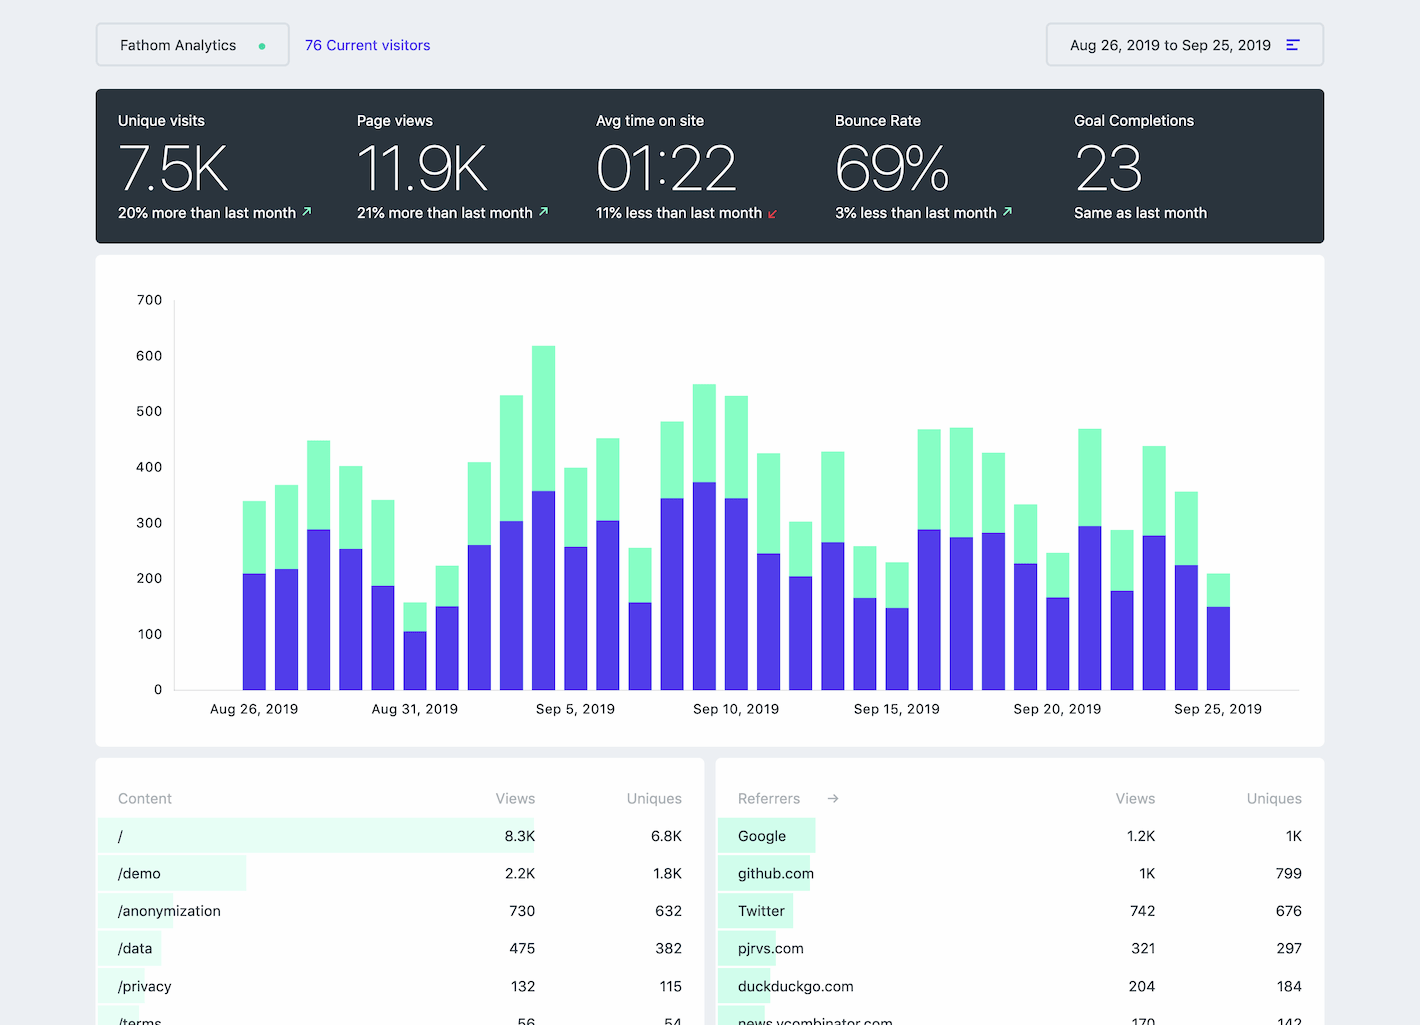 Fathom Analytics
76 Current visitors
Aug 26, 2019 to Sep 25, 2019
Unique visits
7.5K
20% more than last month
Page views
11.9K
21% more than last month
Avg time on site
01:22
11% less than last month
Bounce Rate
69%
3% less than last month
Goal Completions
23
Same as last month
700
600
500
400
300
200
100
0
Aug 26, 2019 Aug 31, 2019 Sep 5, 2019 Sep 10, 2019 Sep 15, 2019 Sep 20, 2019 Sep 25, 2019
Content Views Uniques
/ 8.3K 6.8K
/demo 2.2K 1.8K
/anonymization 730 632
/data 475 382
/privacy 132 115
/terms 56 54
Referrers Views Uniques
Google 1.2K 1K
github.com 1K 799
Twitter 742 676
pjrvs.com 321 297
duckduckgo.com 204 184
news.ycombinator.com 170 142